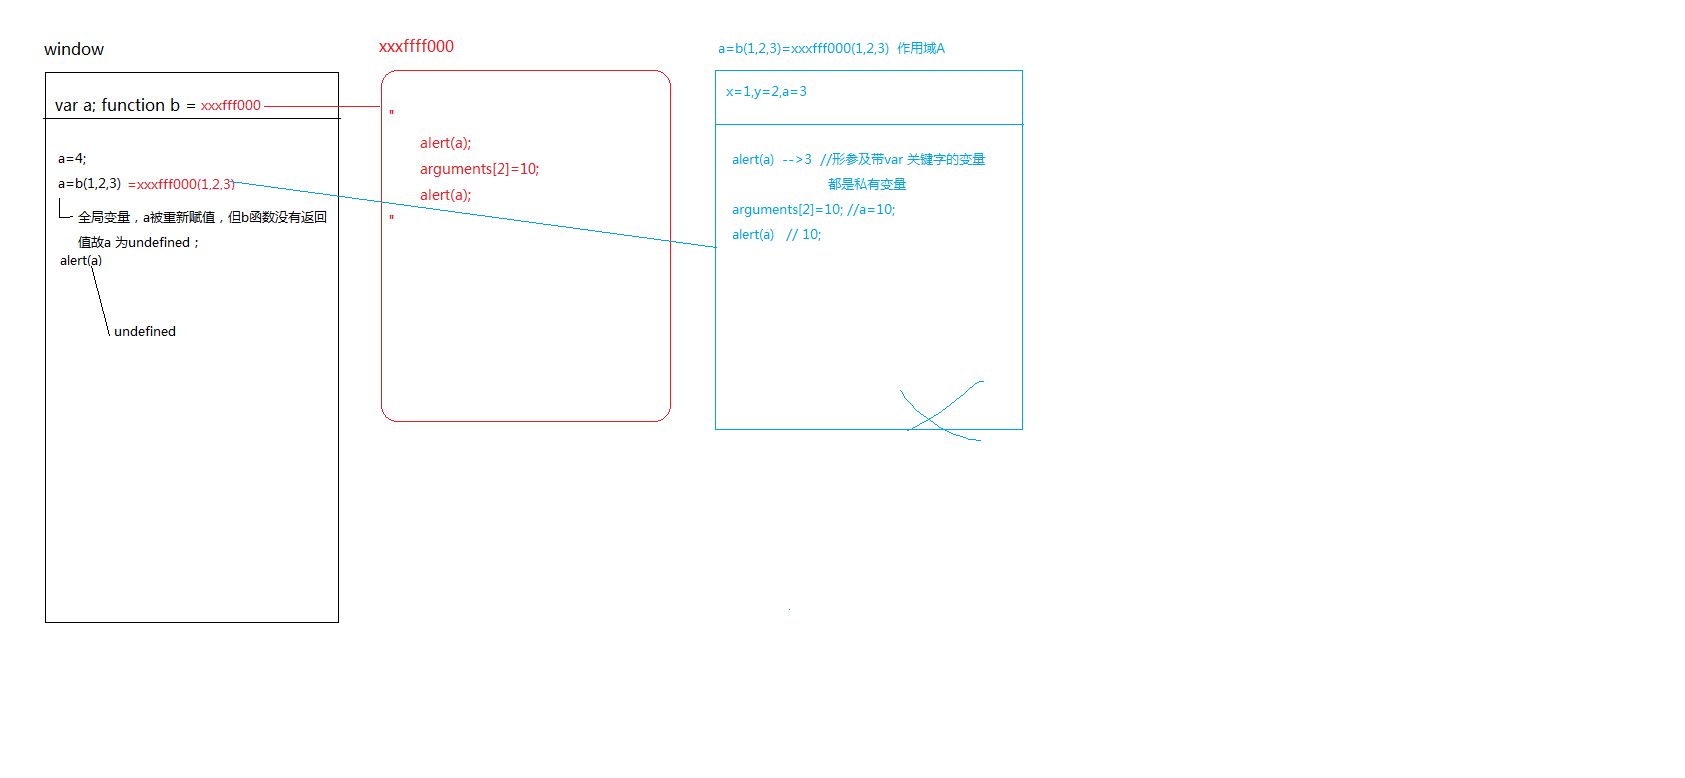 window
var a; function b = xxxfff000
a=4;
a=b(1,2,3) =xxxfff000(1,2,3)
全局变量，a被重新赋值，但b函数没有返回
值故a 为undefined；
alert(a)
undefined
xxxffff000
"
alert(a);
arguments[2]=10;
alert(a);
"
a=b(1,2,3)=xxxfff000(1,2,3) 作用域A
x=1,y=2,a=3
alert(a) -->3 //形参及带var 关键字的变量
都是私有变量
arguments[2]=10; //a=10;
alert(a) // 10;